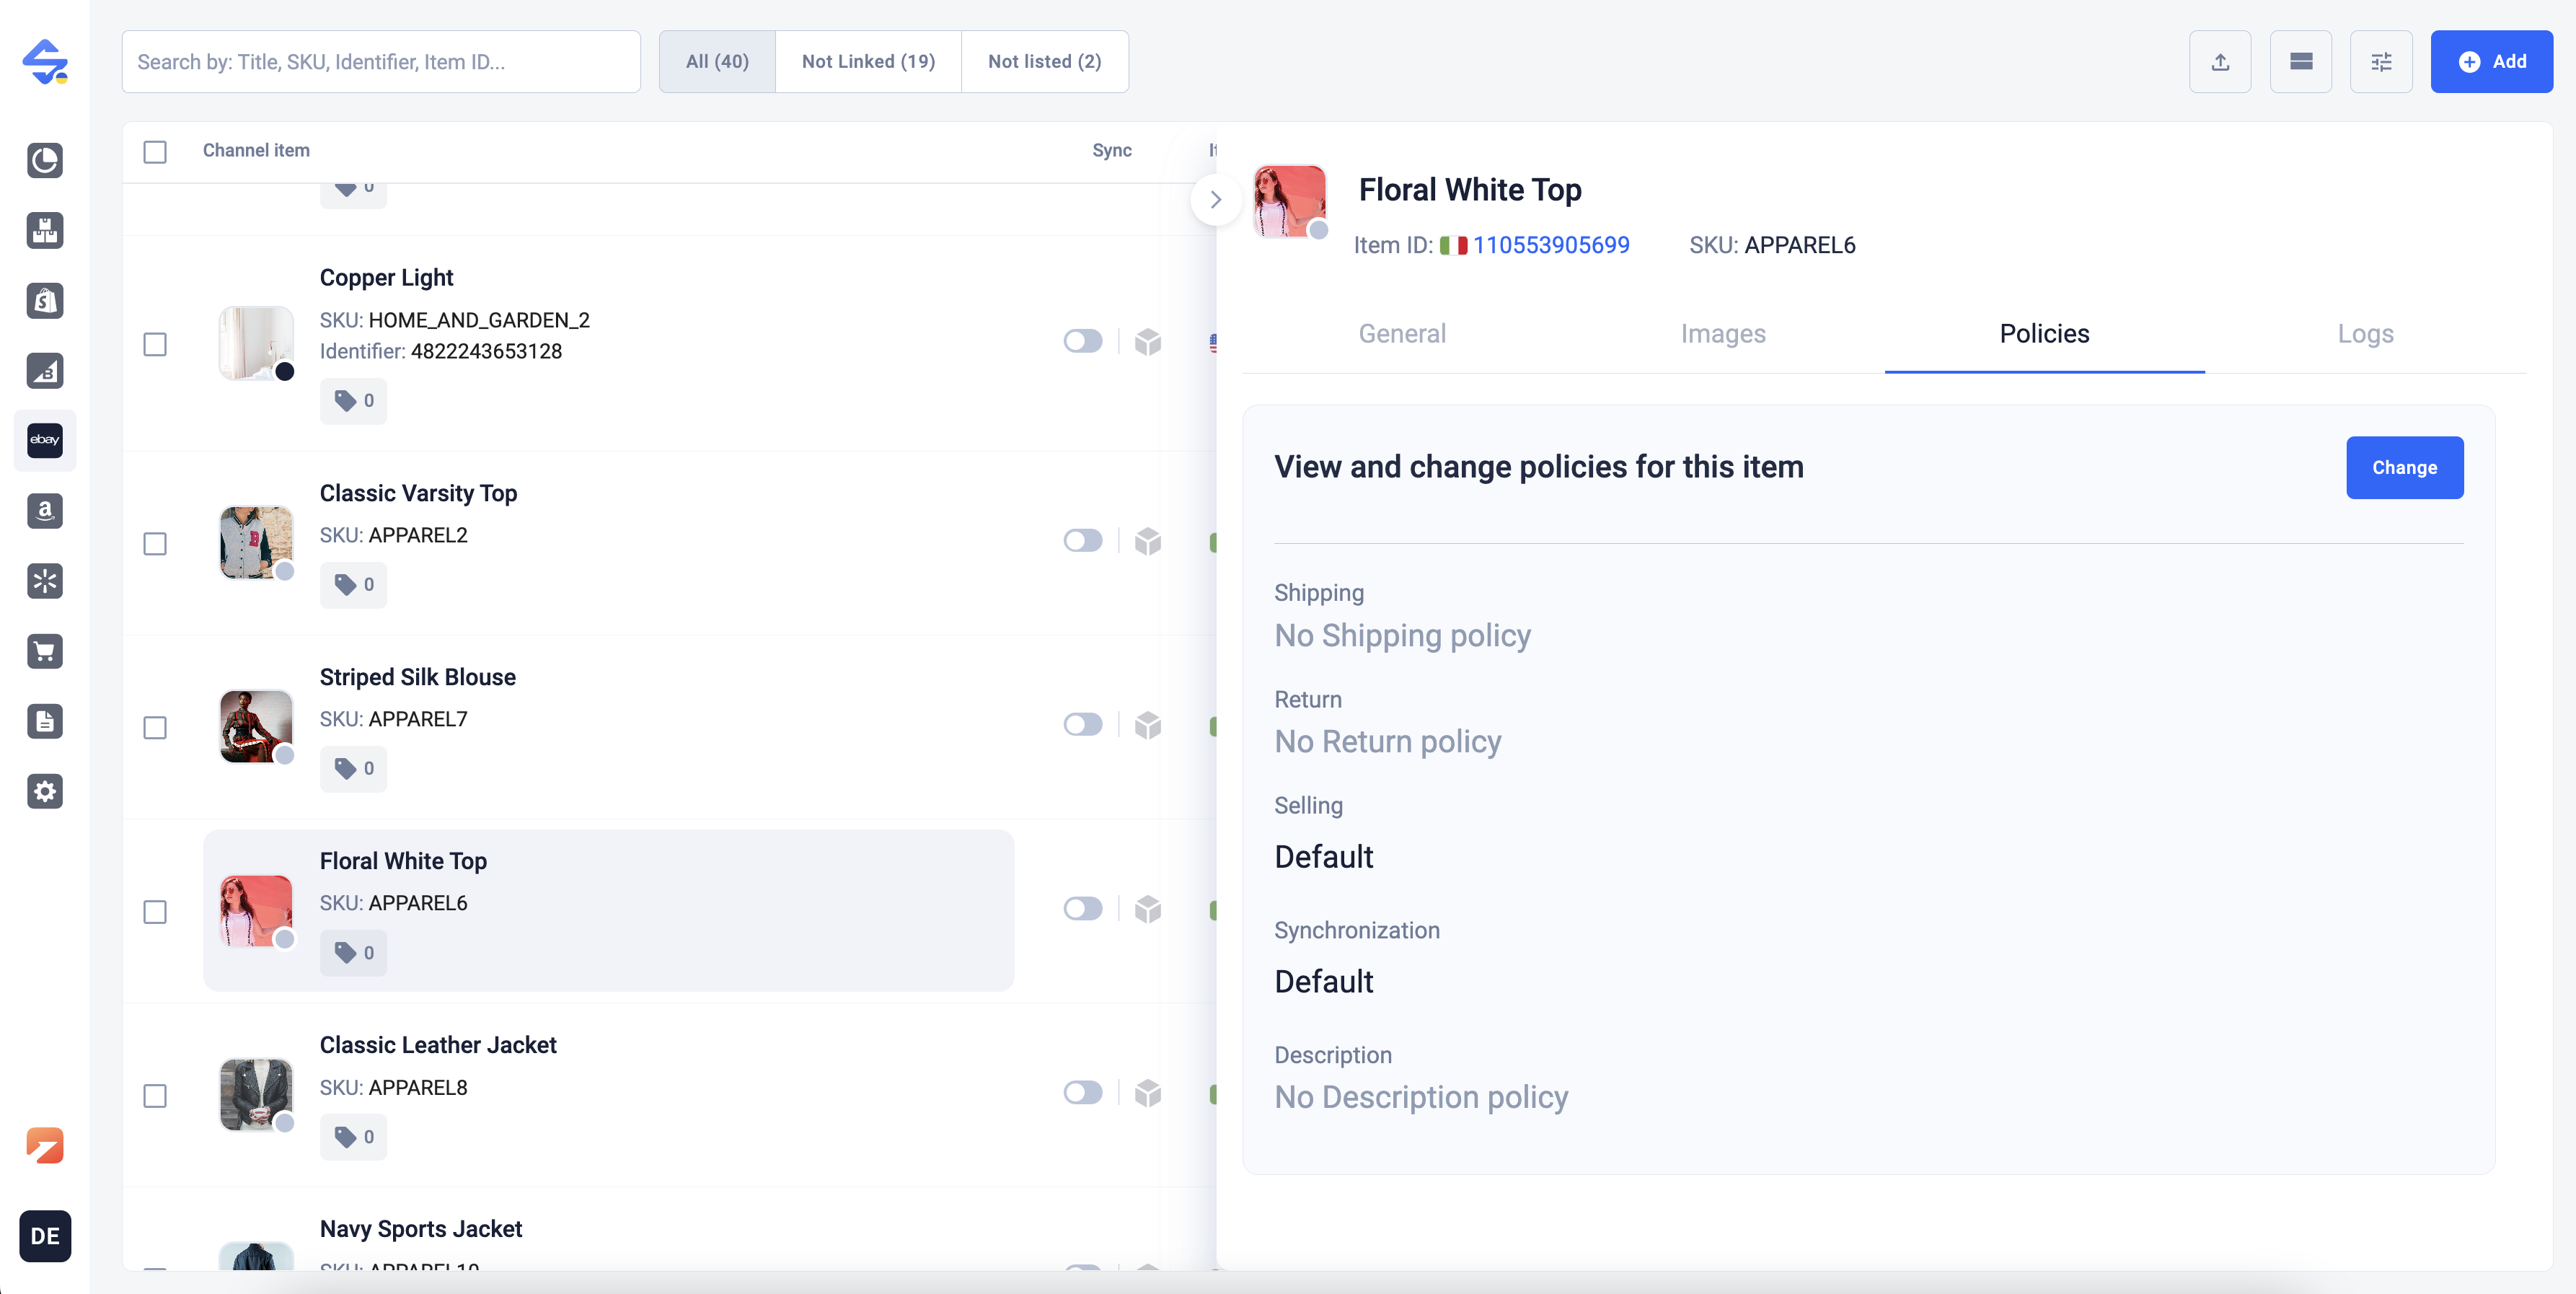 Search by: Title, SKU, Identifier, Item ID...
All (40)
Not Linked (19)
Not listed (2)
Add
ebay
a
DE
Channel item
Sync
0
Copper Light
SKU: HOME_AND_GARDEN_2
Identifier: 4822243653128
0
Classic Varsity Top
SKU: APPAREL2
0
Striped Silk Blouse
SKU: APPAREL7
0
Floral White Top
SKU: APPAREL6
0
Classic Leather Jacket
SKU: APPAREL8
0
Navy Sports Jacket
SKU: APPAREL10
Floral White Top
Item ID: 110553905699
SKU: APPAREL6
General
Images
Policies
Logs
View and change policies for this item
Change
Shipping
No Shipping policy
Return
No Return policy
Selling
Default
Synchronization
Default
Description
No Description policy